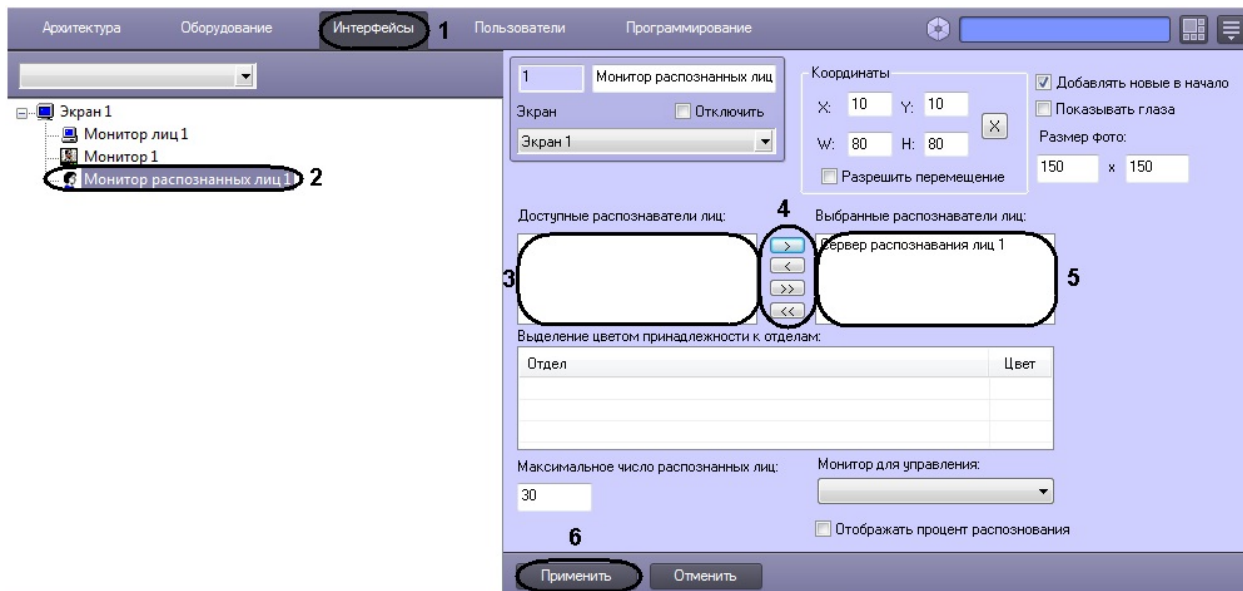 Архитектура Оборудование Интерфейсы 1 Пользователи Программирование
Экран 1
Монитор лиц 1
Монитор 1
Монитор распознанных лиц 1 2
1 Монитор распознанных лиц
Экран Отключить
Экран 1
Координаты
X: 10 Y: 10
W: 80 H: 80
X
Разрешить перемещение
Добавлять новые в начало
Показывать глаза
Размер фото:
150 x 150
Доступные распознаватели лиц: 4 Выбранные распознаватели лиц:
3 > Сервер распознавания лиц 1 5
<
>>
<<
Выделение цветом принадлежности к отделам:
Отдел Цвет
Максимальное число распознанных лиц: Монитор для управления:
30
Отображать процент распознования
6
Применить Отменить